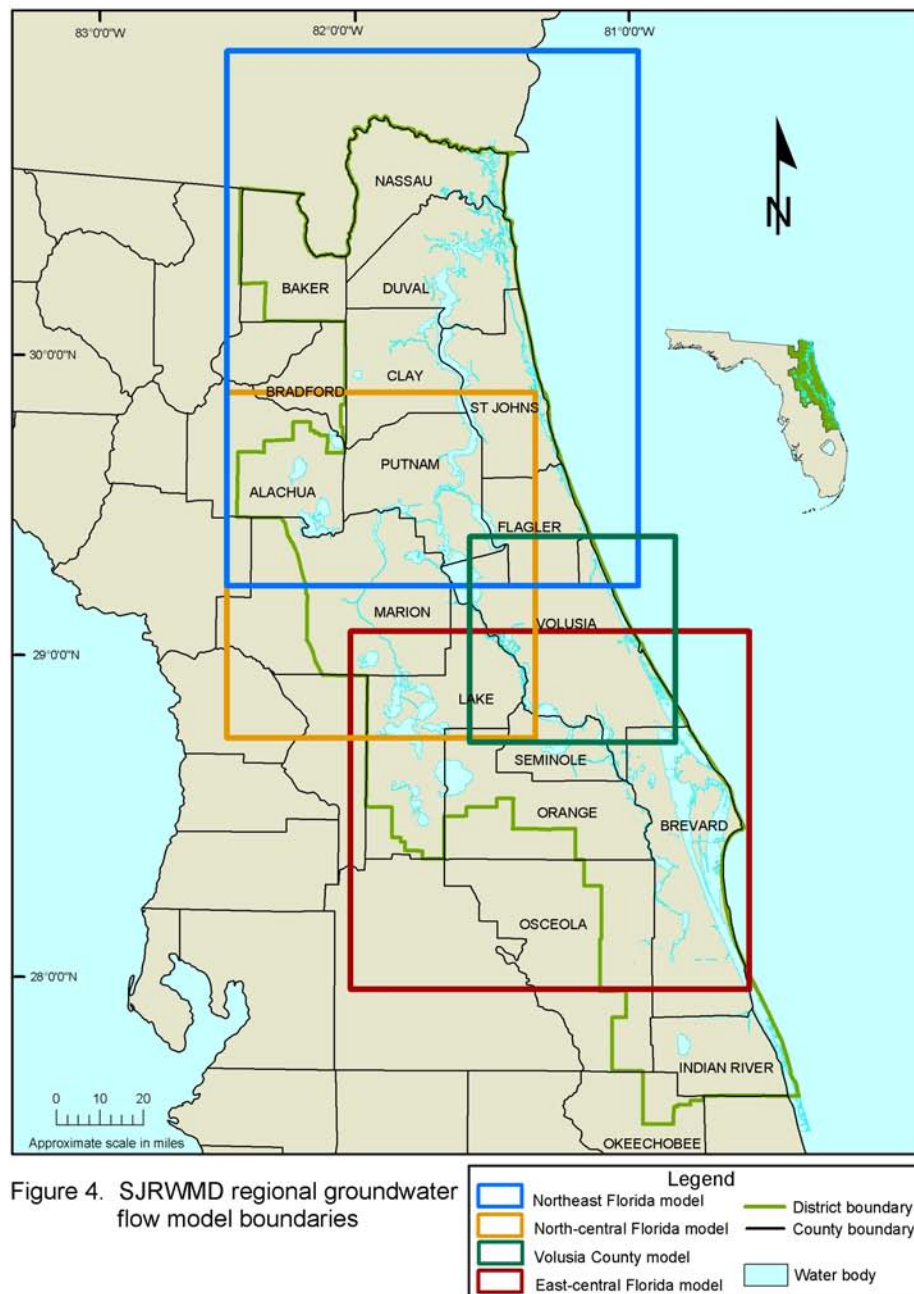 83°0'0"W
82°0'0"W
81°0'0"W
NASSAU
N
BAKER
DUVAL
30°0'0"N
CLAY
BRADFORD
ST JOHNS
PUTNAM
ALACHUA
FLAGLER
MARION
VOLUSIA
29°0'0"N
LAKE
SEMINOLE
ORANGE
BREVARD
OSCEOLA
28°0'0"N
INDIAN RIVER
0 5 10 20
Approximate scale in miles
OKEECHOBEE
Figure 4. SJRWMD regional groundwater
flow model boundaries
Legend
Northeast Florida model
North-central Florida model
Volusia County model
East-central Florida model
District boundary
County boundary
Water body